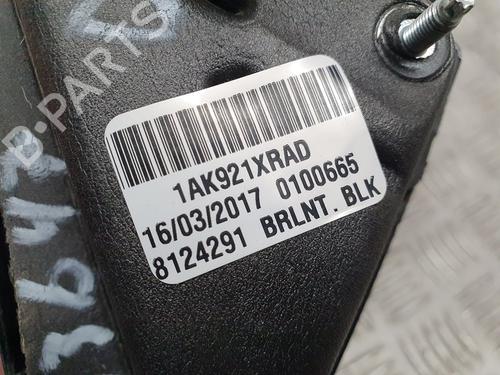 B-PARTS
1AK921XRAD
16/03/2017 0100665
8124291 BRLNT . BLK